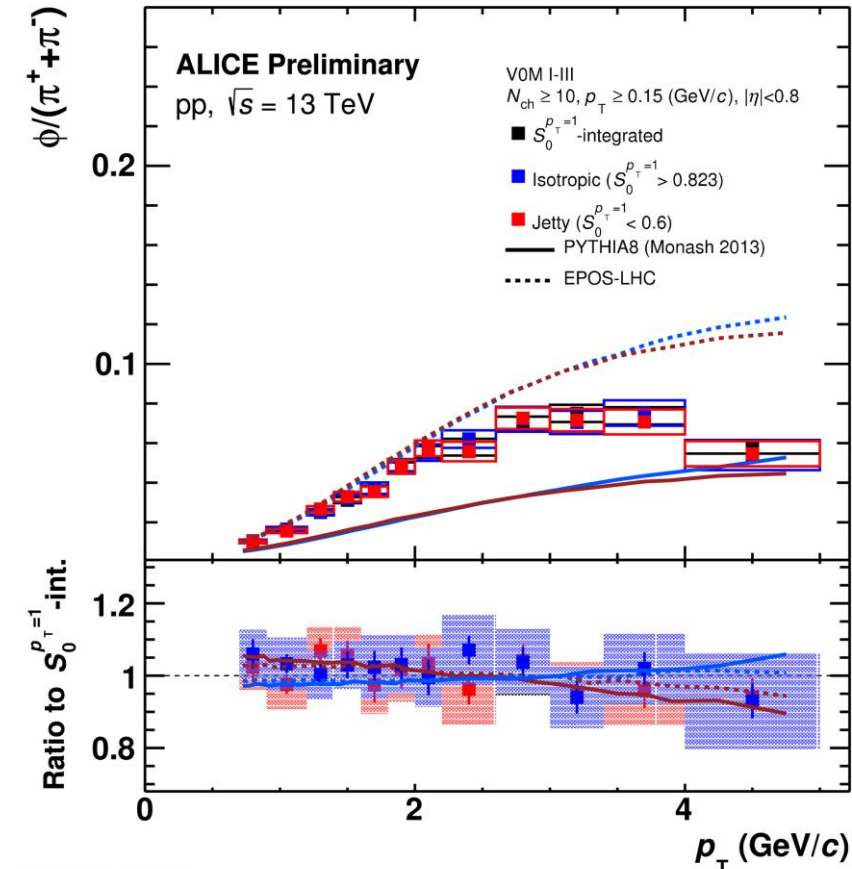 ϕ/(π⁺+π⁻)
ALICE Preliminary
pp, √s = 13 TeV
V0M I-III
N_ch ≥ 10, p_T ≥ 0.15 (GeV/c), |η|<0.8
S_0^{p_T=1}-integrated
Isotropic (S_0^{p_T=1} > 0.823)
Jetty (S_0^{p_T=1} < 0.6)
PYTHIA8 (Monash 2013)
EPOS-LHC
0.2
0.1
Ratio to S_0^{p_T=1}-int.
1.2
1
0.8
0 2 4
p_T (GeV/c)